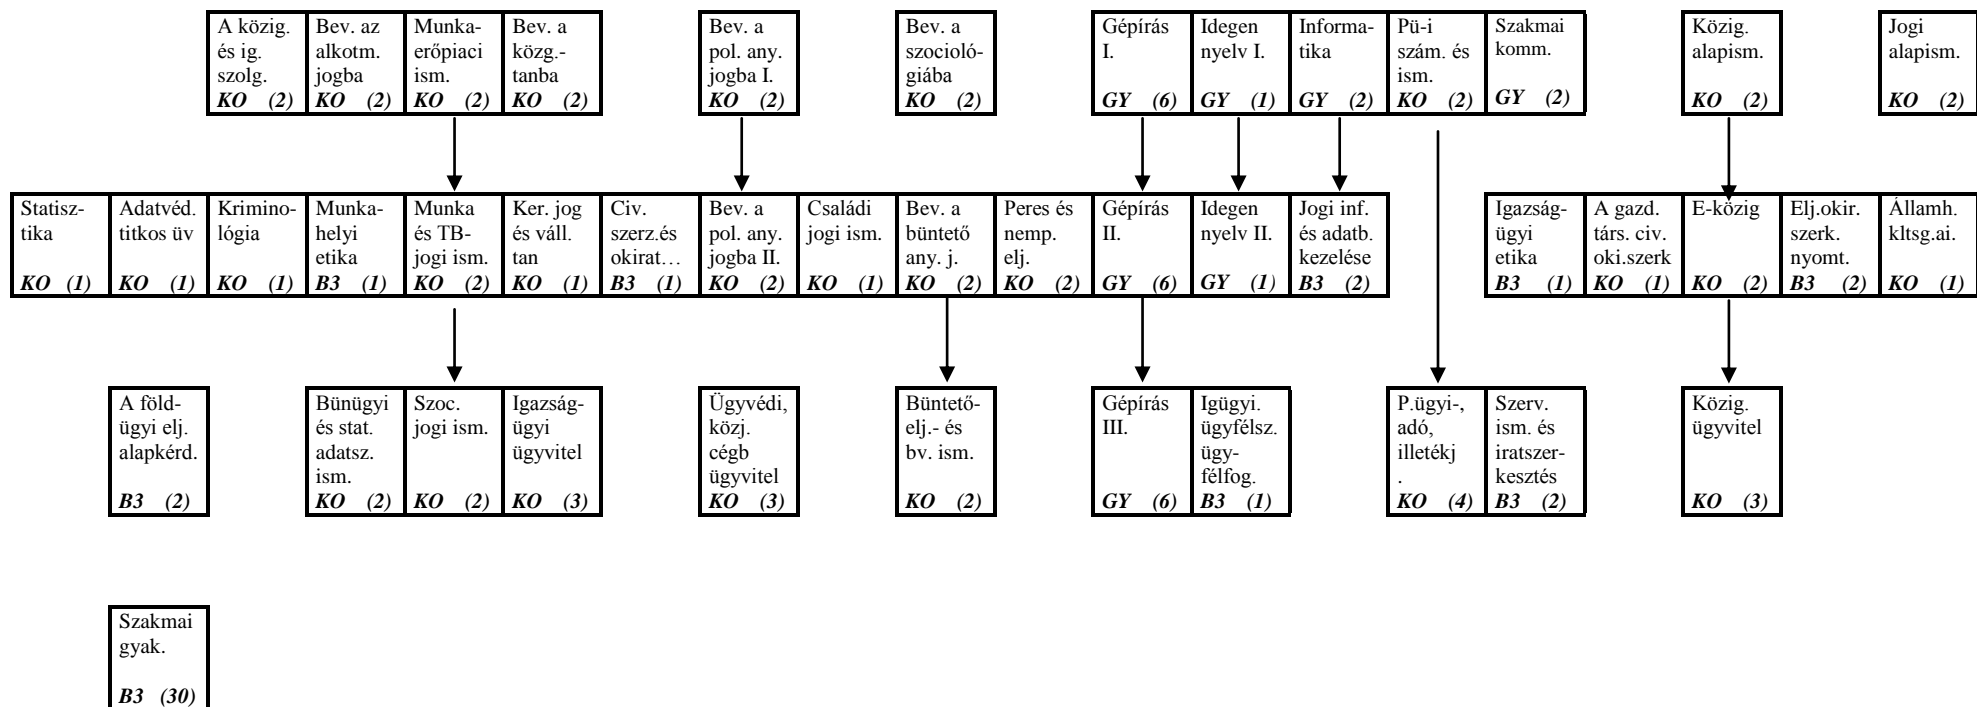 A közig.
és ig.
szolg.
KO (2)
Bev. az
alkotm.
jogba
KO (2)
Munka-
erőpiaci
ism.
KO (2)
Bev. a
közg.-
tanba
KO (2)
Bev. a
pol. any.
jogba I.
KO (2)
Bev. a
szocioló-
giába
KO (2)
Gépírás
I.
GY (6)
Idegen
nyelv I.
GY (1)
Informa-
tika
GY (2)
Pü-i
szám. és
ism.
KO (2)
Szakmai
komm.
GY (2)
Közig.
alapism.
KO (2)
Jogi
alapism.
KO (2)
Statisz-
tika
KO (1)
Adatvéd.
titkos üv
KO (1)
Krimino-
lógia
KO (1)
Munka-
helyi
etika
B3 (1)
Munka
és TB-
jogi ism.
KO (2)
Ker. jog
és váll.
tan
KO (1)
Civ.
szerz.és
okirat…
B3 (1)
Bev. a
pol. any.
jogba II.
KO (2)
Családi
jogi ism.
KO (1)
Bev. a
büntető
any. j.
KO (2)
Peres és
nemp.
elj.
KO (2)
Gépírás
II.
GY (6)
Idegen
nyelv II.
GY (1)
Jogi inf.
és adatb.
kezelése
B3 (2)
Igazság-
ügyi
etika
B3 (1)
A gazd.
társ. civ.
oki.szerk
KO (1)
E-közig
KO (2)
Elj.okir.
szerk.
nyomt.
B3 (2)
Államh.
kltsg.ai.
KO (1)
A föld-
ügyi elj.
alapkérd.
B3 (2)
Bünügyi
és stat.
adatsz.
ism.
KO (2)
Szoc.
jogi ism.
KO (2)
Igazság-
ügyi
ügyvitel
KO (3)
Ügyvédi,
közj.
cégb
ügyvitel
KO (3)
Büntető-
elj.- és
bv. ism.
KO (2)
Gépírás
III.
GY (6)
Igügyi.
ügyfélsz.
ügy-
félfog.
B3 (1)
P.ügyi-,
adó,
illetékj
.
KO (4)
Szerv.
ism. és
iratszer-
kesztés
B3 (2)
Közig.
ügyvitel
KO (3)
Szakmai
gyak.
B3 (30)